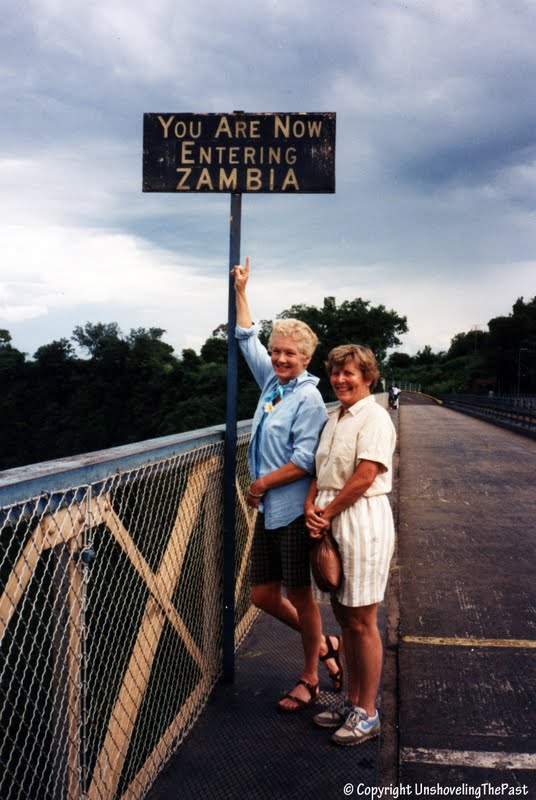 You Are Now
Entering
Zambia
© Copyright UnshovelingThePast